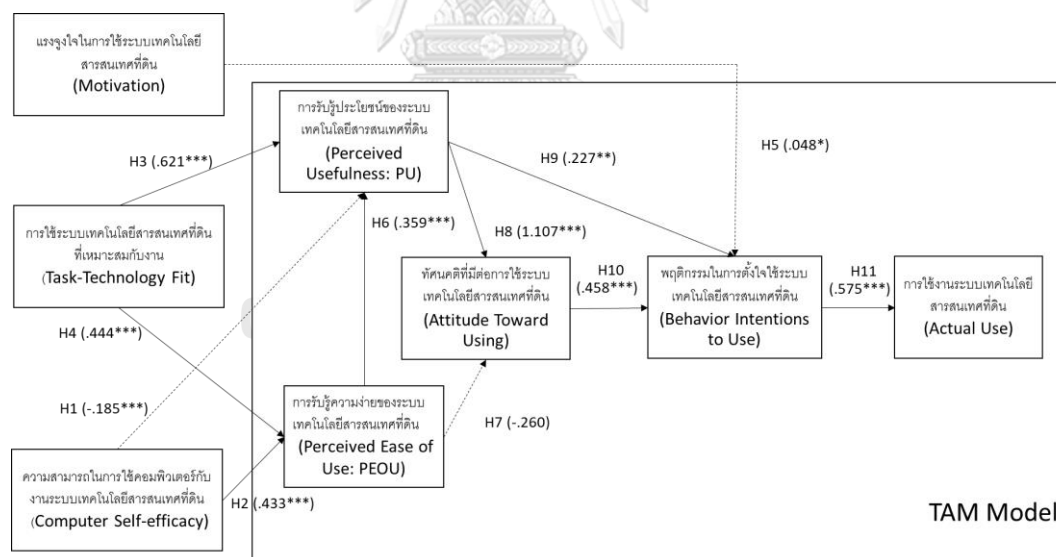 แรงจูงใจในการใช้ระบบเทคโนโลยี
สารสนเทศที่ดิน
(Motivation)
การรับรู้ประโยชน์ของระบบ
เทคโนโลยีสารสนเทศที่ดิน
(Perceived
Usefulness: PU)
H5 (.048*)
H3 (.621***)
H9 (.227**)
H6 (.359***)
H8 (1.107***)
การใช้ระบบเทคโนโลยีสารสนเทศที่ดิน
ที่เหมาะสมกับงาน
(Task-Technology Fit)
ทัศนคติที่มีต่อการใช้ระบบ
เทคโนโลยีสารสนเทศที่ดิน
(Attitude Toward
Using)
H10
(.458***)
พฤติกรรมในการตั้งใจใช้ระบบ
เทคโนโลยีสารสนเทศที่ดิน
(Behavior Intentions
to Use)
H11
(.575***)
การใช้งานระบบเทคโนโลยี
สารสนเทศที่ดิน
(Actual Use)
H4 (.444***)
H1 (-.185***)
การรับรู้ความง่ายของระบบ
เทคโนโลยีสารสนเทศที่ดิน
(Perceived Ease of
Use: PEOU)
H7 (-.260)
ความสามารถในการใช้คอมพิวเตอร์กับ
งานระบบเทคโนโลยีสารสนเทศที่ดิน
(Computer Self-efficacy)
H2 (.433***)
TAM Model